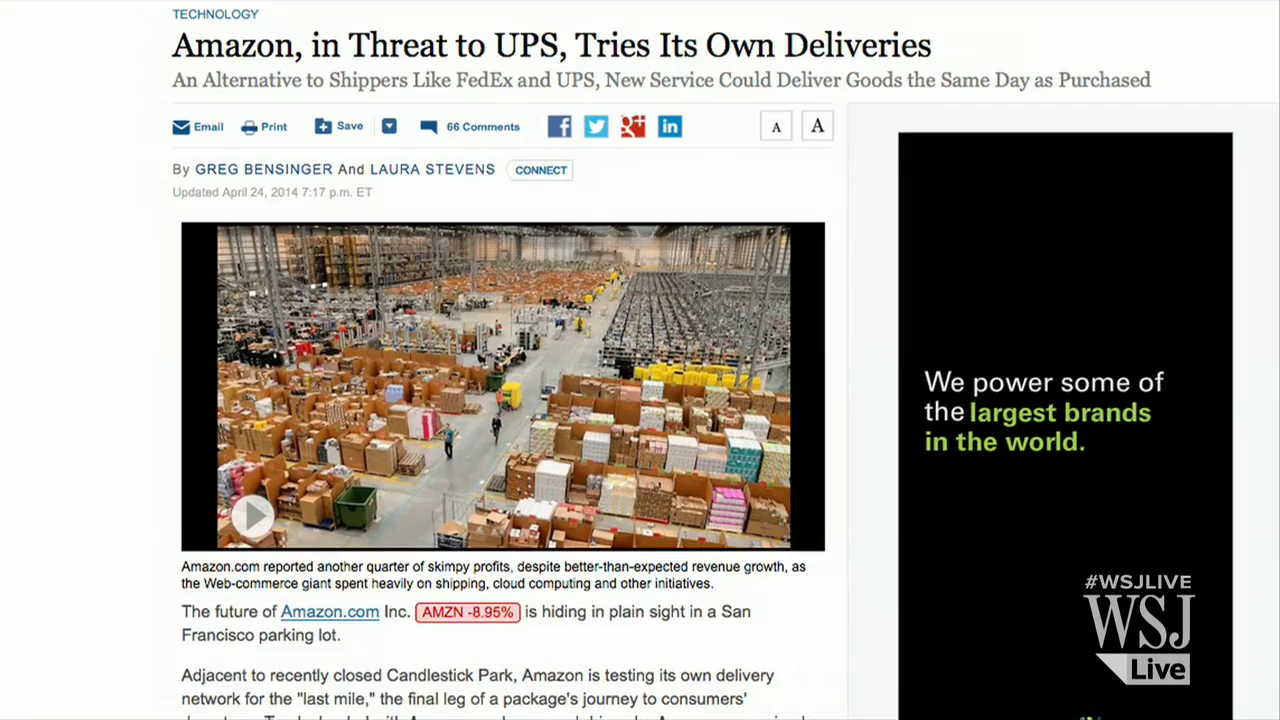 TECHNOLOGY
Amazon, in Threat to UPS, Tries Its Own Deliveries
An Alternative to Shippers Like FedEx and UPS, New Service Could Deliver Goods the Same Day as Purchased
Email Print Save 66 Comments A A
By GREG BENSINGER And LAURA STEVENS CONNECT
Updated April 24, 2014 7:17 p.m. ET
Amazon.com reported another quarter of skimpy profits, despite better-than-expected revenue growth, as
the Web-commerce giant spent heavily on shipping, cloud computing and other initiatives.
The future of Amazon.com Inc. AMZN -8.95% is hiding in plain sight in a San
Francisco parking lot.
Adjacent to recently closed Candlestick Park, Amazon is testing its own delivery
network for the "last mile," the final leg of a package's journey to consumers'
We power some of
the largest brands
in the world.
#WSJLIVE
WSJ
Live